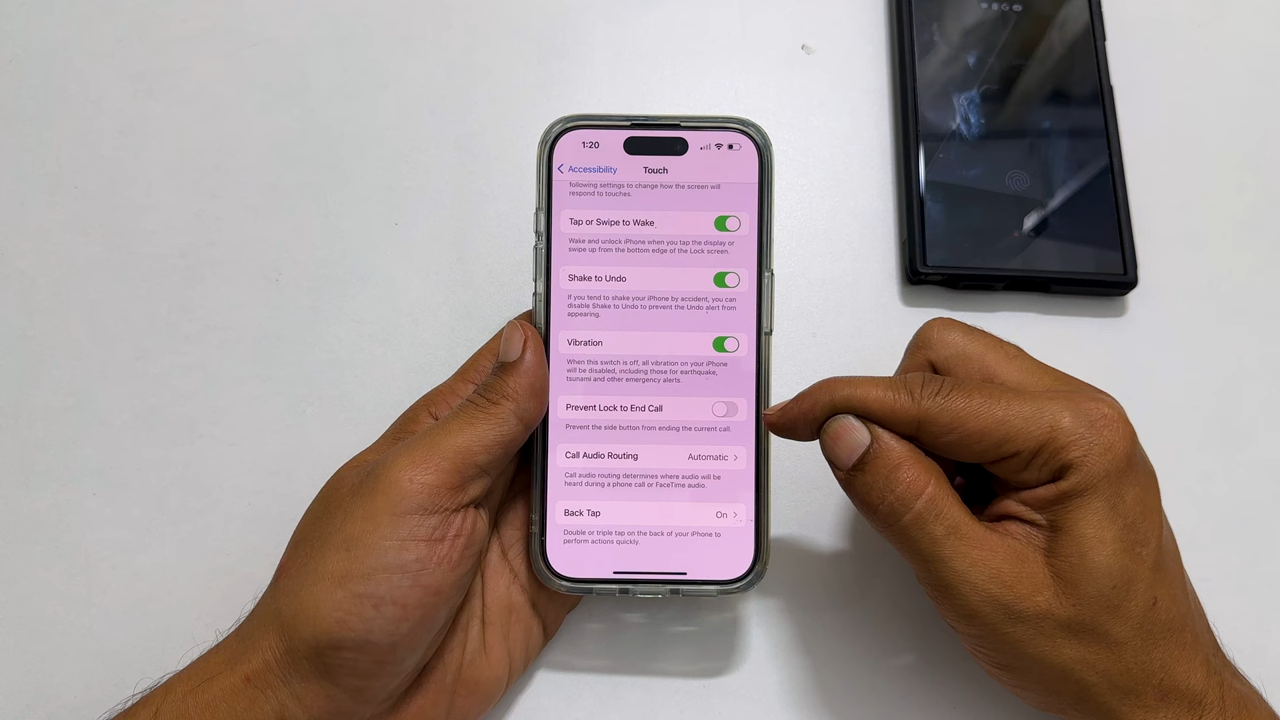 1:20
Accessibility
Touch
following settings to change how the screen will
respond to touches.
Tap or Swipe to Wake
Wake and unlock iPhone when you tap the display or
swipe up from the bottom edge of the Lock screen.
Shake to Undo
If you tend to shake your iPhone by accident, you can
disable Shake to Undo to prevent the Undo alert from
appearing.
Vibration
When this switch is off, all vibration on your iPhone
will be disabled, including those for earthquake,
tsunami and other emergency alerts.
Prevent Lock to End Call
Prevent the side button from ending the current call.
Call Audio Routing
Automatic
Call audio routing determines where audio will be
heard during a phone call or FaceTime audio.
Back Tap
On
Double or triple tap on the back of your iPhone to
perform actions quickly.